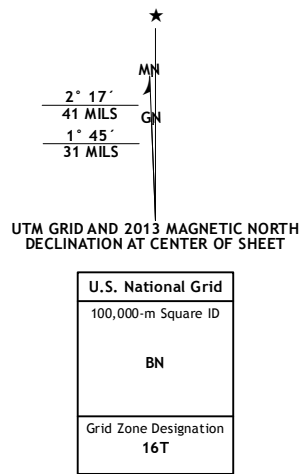 ★
MN
2° 17´
41 MILS
GN
1° 45´
31 MILS
UTM GRID AND 2013 MAGNETIC NORTH
DECLINATION AT CENTER OF SHEET
U.S. National Grid
100,000-m Square ID
BN
Grid Zone Designation
16T